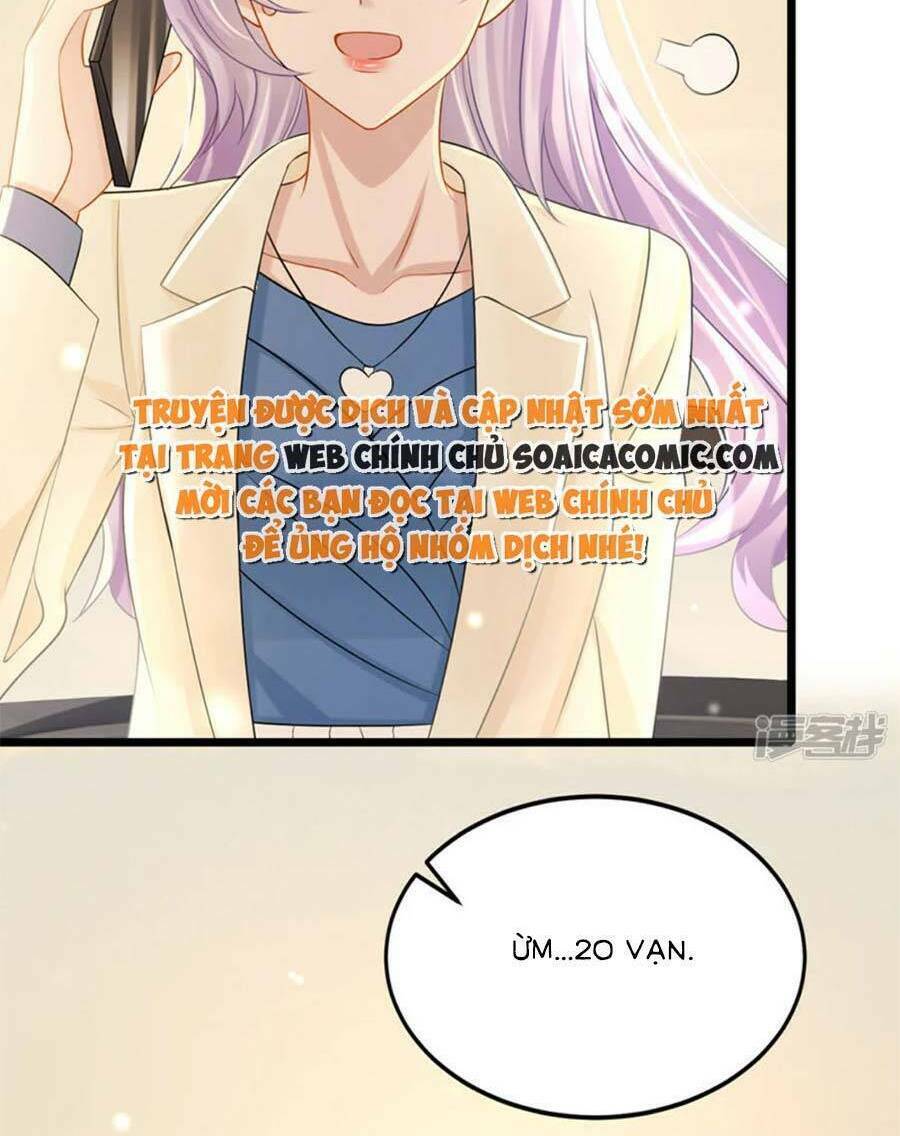 TRUYỆN ĐƯỢC DỊCH VÀ CẬP NHẬT SỚM NHẤT
TẠI TRANG WEB CHÍNH CHỦ SOAICACOMIC.COM
MỜI CÁC BẠN ĐỌC TẠI WEB CHÍNH CHỦ
ĐỂ ỦNG HỘ NHÓM DỊCH NHÉ!
漫客栈
ỪM...20 VẠN.